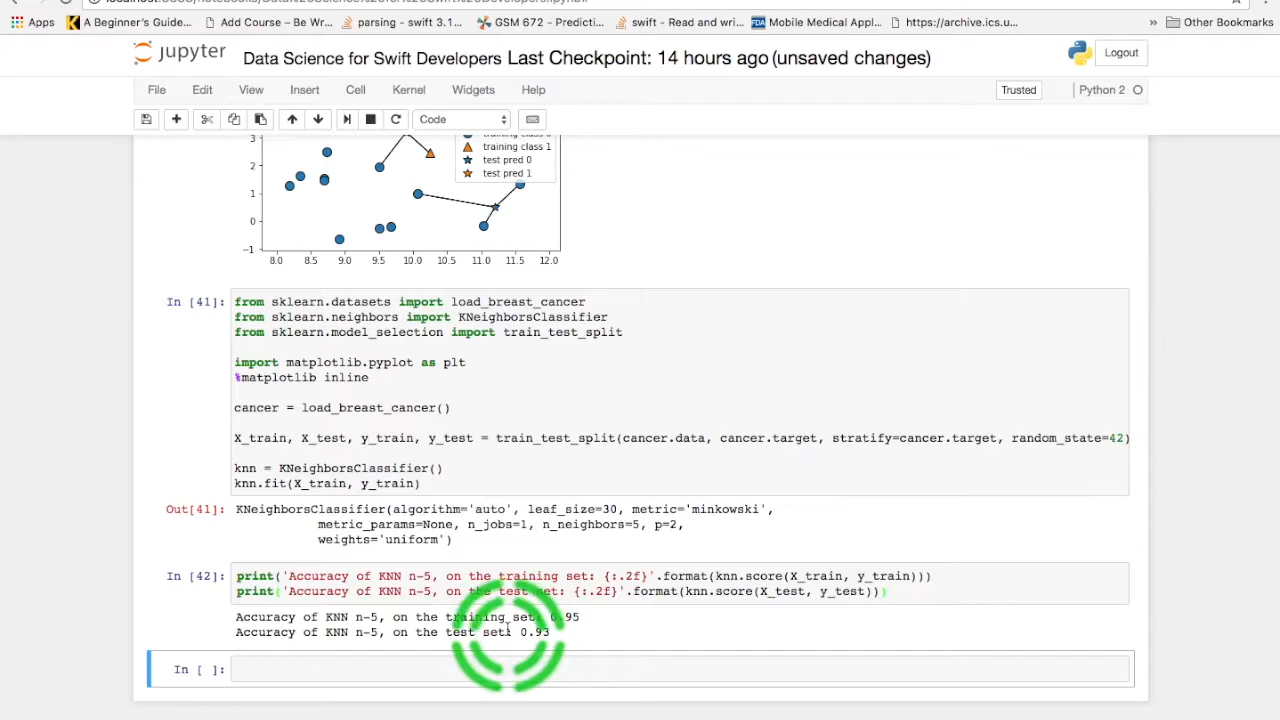 Apps A Beginner's Guide... Add Course – Be Wr... parsing - swift 3.1... GSM 672 – Predicti... swift - Read and wri... Mobile Medical Appl... https://archive.ics.u... » Other Bookmarks
jupyter Data Science for Swift Developers Last Checkpoint: 14 hours ago (unsaved changes) Logout
File Edit View Insert Cell Kernel Widgets Help Trusted Python 2
Code
3
training class 1
2
test pred 0
test pred 1
1
0
−1
8.0 8.5 9.0 9.5 10.0 10.5 11.0 11.5 12.0
In [41]: from sklearn.datasets import load_breast_cancer
from sklearn.neighbors import KNeighborsClassifier
from sklearn.model_selection import train_test_split
import matplotlib.pyplot as plt
%matplotlib inline
cancer = load_breast_cancer()
X_train, X_test, y_train, y_test = train_test_split(cancer.data, cancer.target, stratify=cancer.target, random_state=42)
knn = KNeighborsClassifier()
knn.fit(X_train, y_train)
Out[41]: KNeighborsClassifier(algorithm='auto', leaf_size=30, metric='minkowski',
metric_params=None, n_jobs=1, n_neighbors=5, p=2,
weights='uniform')
In [42]: print('Accuracy of KNN n-5, on the training set: {:.2f}'.format(knn.score(X_train, y_train)))
print('Accuracy of KNN n-5, on the test set: {:.2f}'.format(knn.score(X_test, y_test)))
Accuracy of KNN n-5, on the training set: 0.95
Accuracy of KNN n-5, on the test set: 0.93
In [ ]: